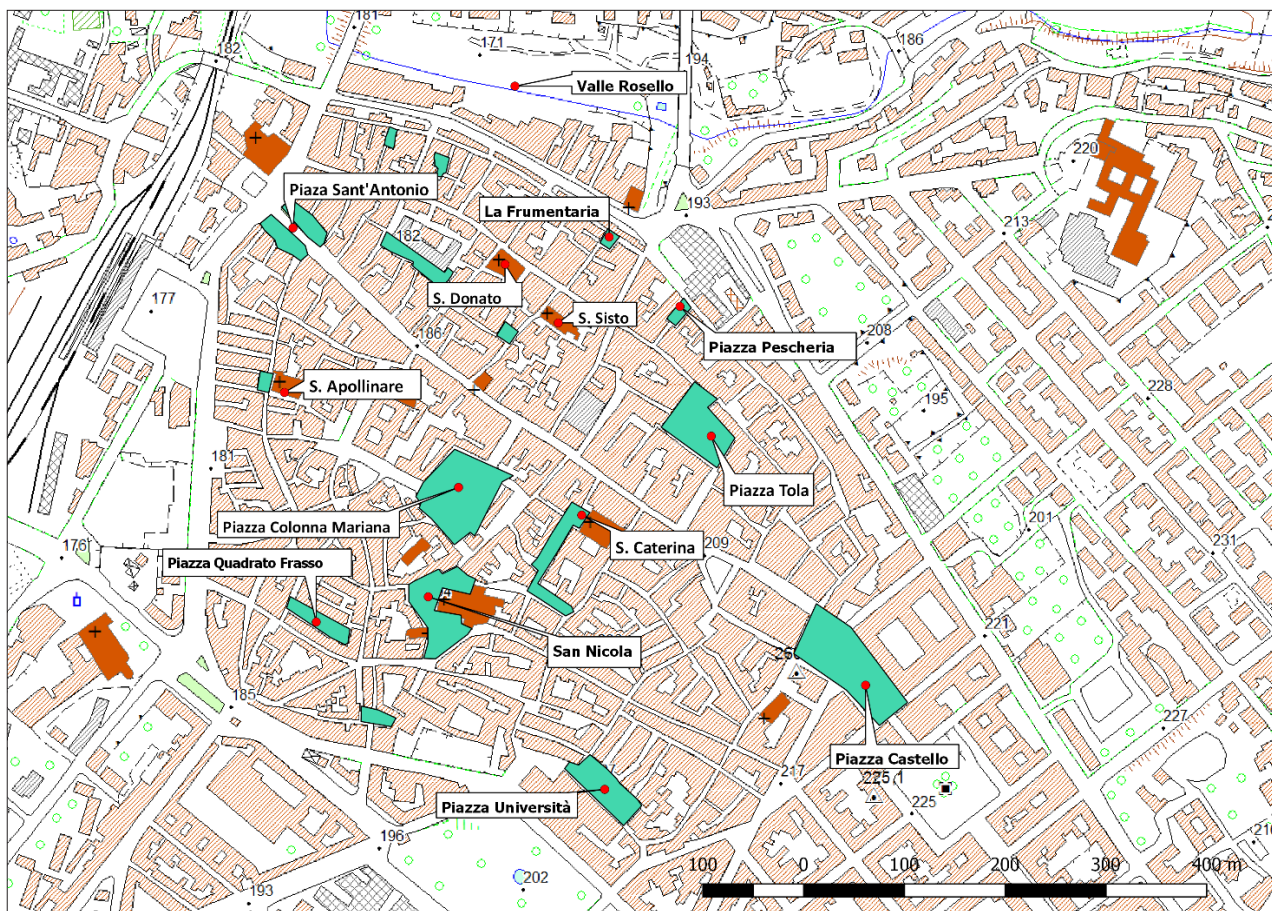 181
182
171
186
194
Valle Rosello
220
Piaza Sant'Antonio
La Frumentaria
193
213
182
S. Donato
177
S. Sisto
186
208
Piazza Pescheria
S. Apollinare
228
195
181
Piazza Tola
Piazza Colonna Mariana
201
S. Caterina
209
231
176
Piazza Quadrato Frasso
4
221
San Nicola
185
227
Piazza Castello
217
225,1
Piazza Università
225
196
202
193
100
0
100
200
300
400 m